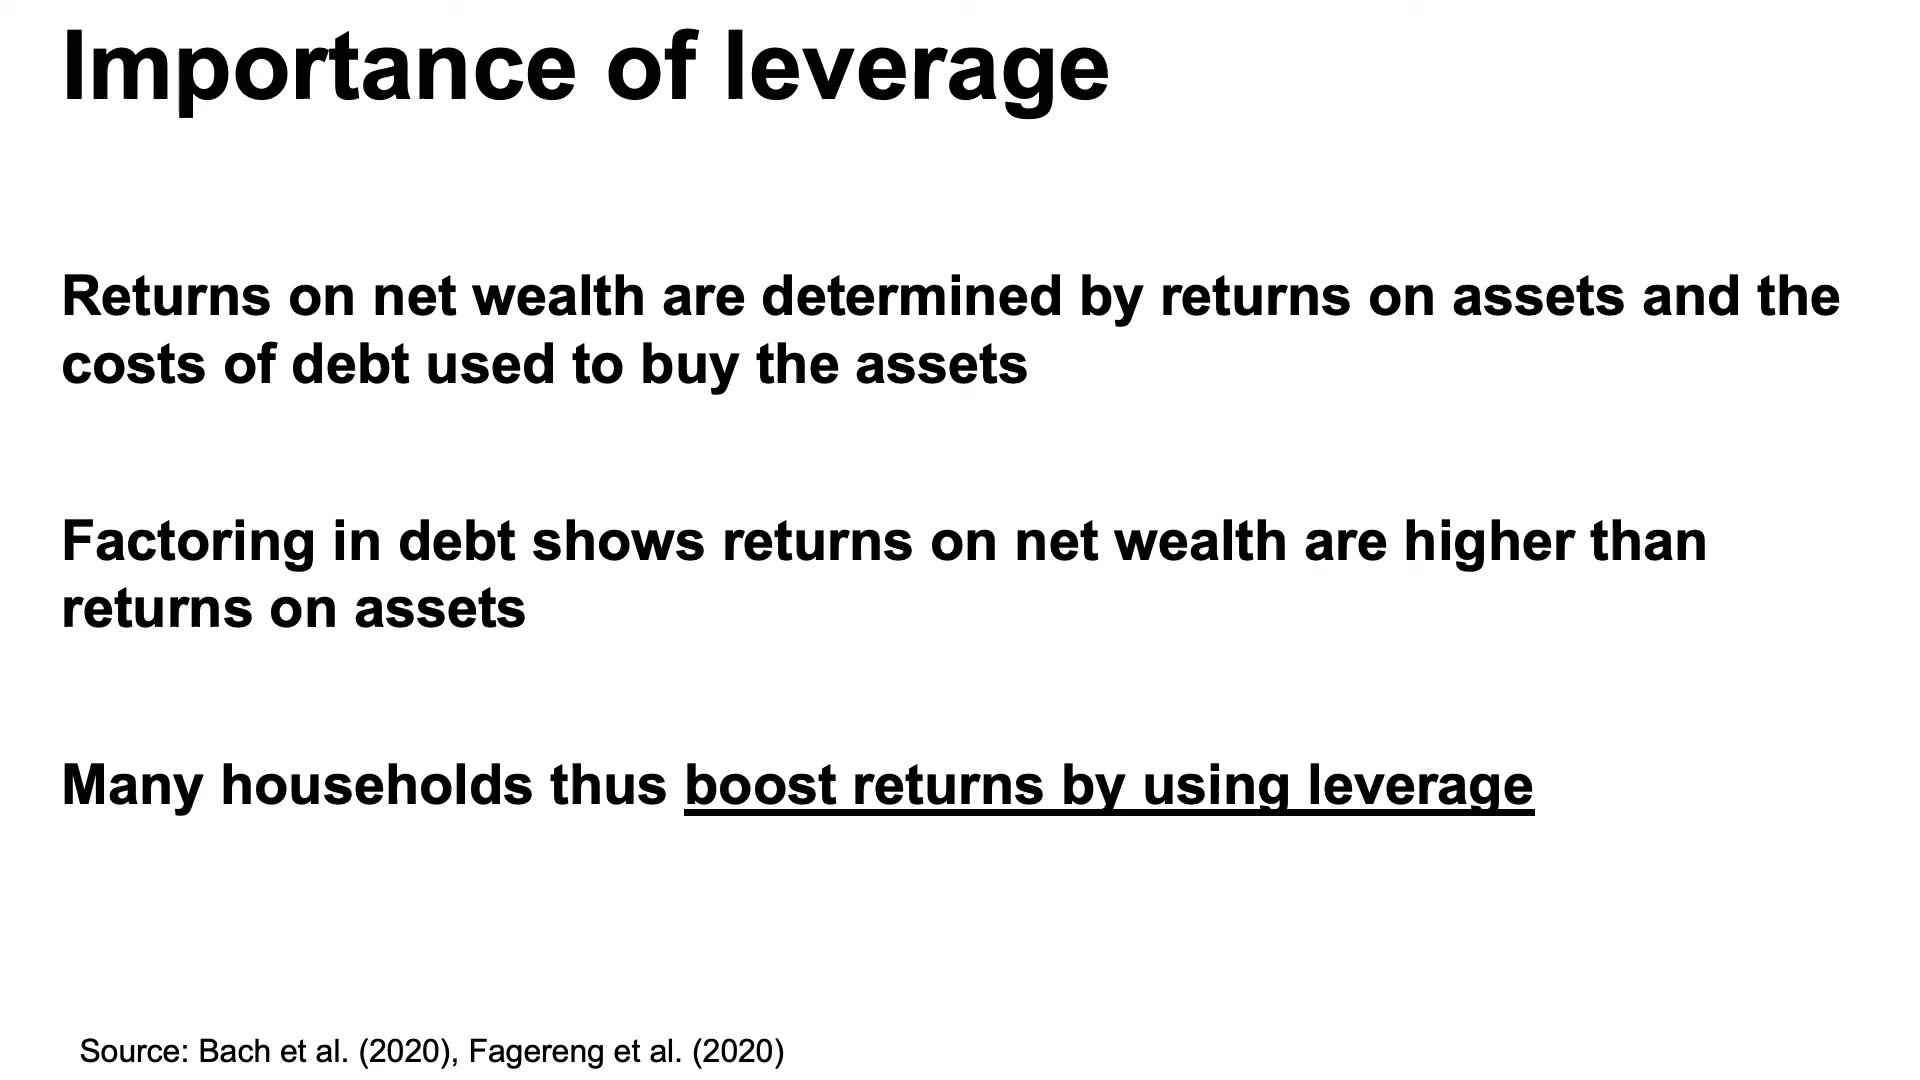 Importance of leverage
Returns on net wealth are determined by returns on assets and the
costs of debt used to buy the assets
Factoring in debt shows returns on net wealth are higher than
returns on assets
Many households thus boost returns by using leverage
Source: Bach et al. (2020), Fagereng et al. (2020)